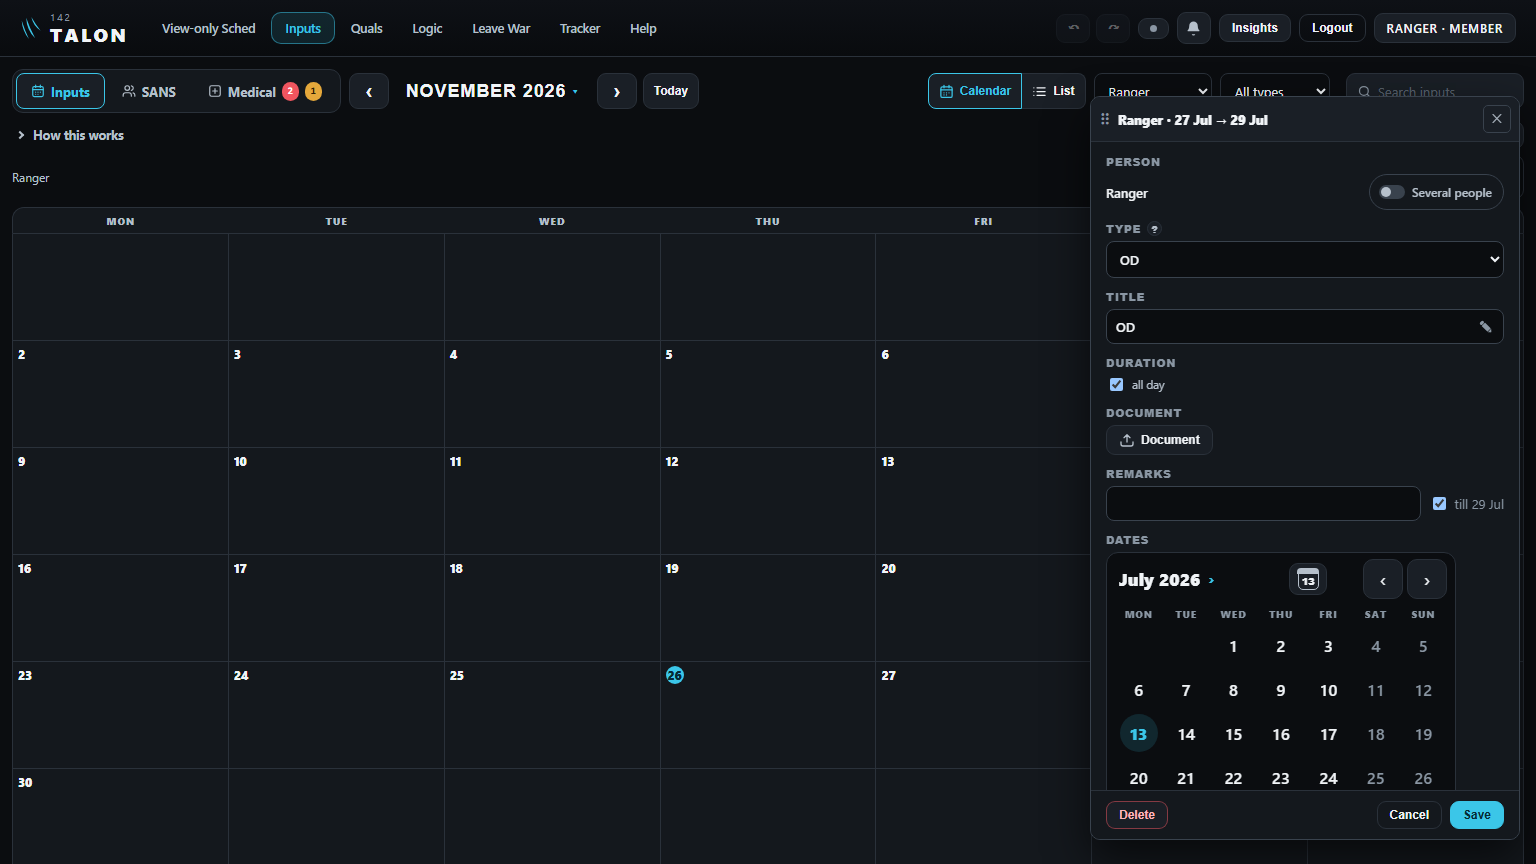 142
TALON
View-only Sched
Inputs
Quals
Logic
Leave War
Tracker
Help
Insights
Logout
RANGER · MEMBER
Inputs
SANS
Medical 2 1
‹
NOVEMBER 2026
›
Today
Calendar
List
Ranger
All types
Search inputs
How this works
Ranger
MON TUE WED THU FRI
2 3 4 5 6
9 10 11 12 13
16 17 18 19 20
23 24 25 26 27
30
Ranger · 27 Jul → 29 Jul
PERSON
Ranger
Several people
TYPE ?
OD
TITLE
OD
DURATION
all day
DOCUMENT
Document
REMARKS
till 29 Jul
DATES
July 2026 ›
13
‹ ›
MON TUE WED THU FRI SAT SUN
1 2 3 4 5
6 7 8 9 10 11 12
13 14 15 16 17 18 19
20 21 22 23 24 25 26
Delete
Cancel
Save